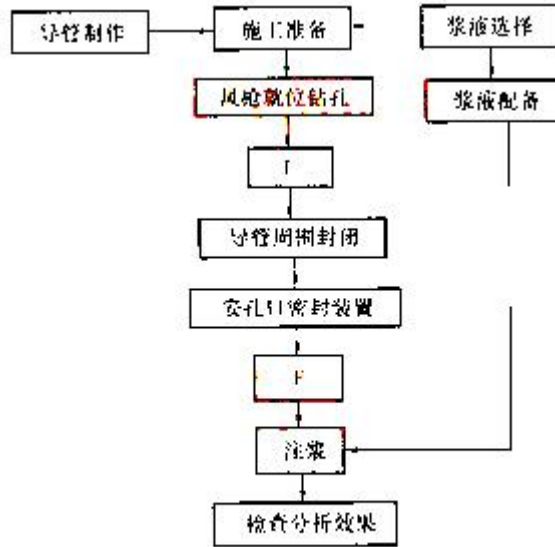 导管制作
施工准备
浆液选择
风枪就位钻孔
浆液配备
导管周围封闭
安孔口密封装置
注浆
检查分析效果